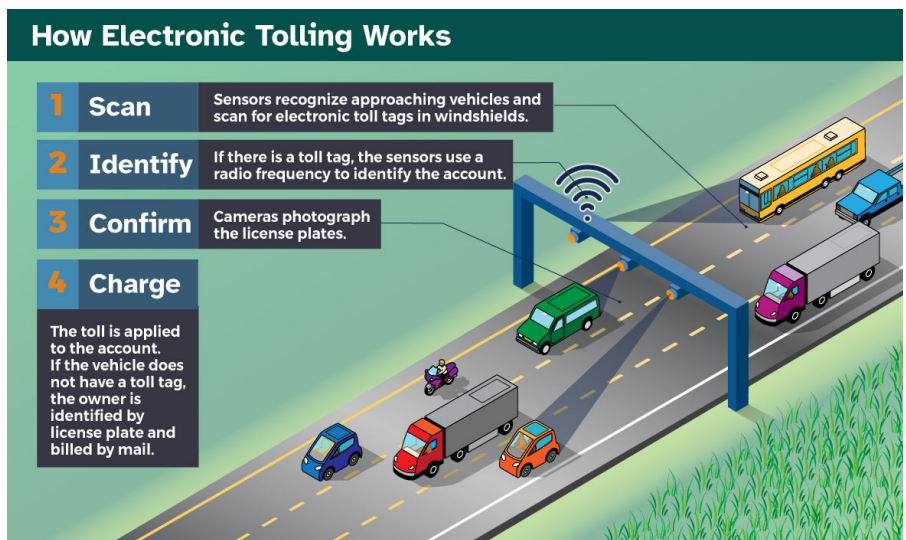 How Electronic Tolling Works
1 Scan
Sensors recognize approaching vehicles and
scan for electronic toll tags in windshields.
2 Identify
If there is a toll tag, the sensors use a
radio frequency to identify the account.
3 Confirm
Cameras photograph
the license plates.
4 Charge
The toll is applied
to the account.
If the vehicle does
not have a toll tag,
the owner is
identified by
license plate and
billed by mail.